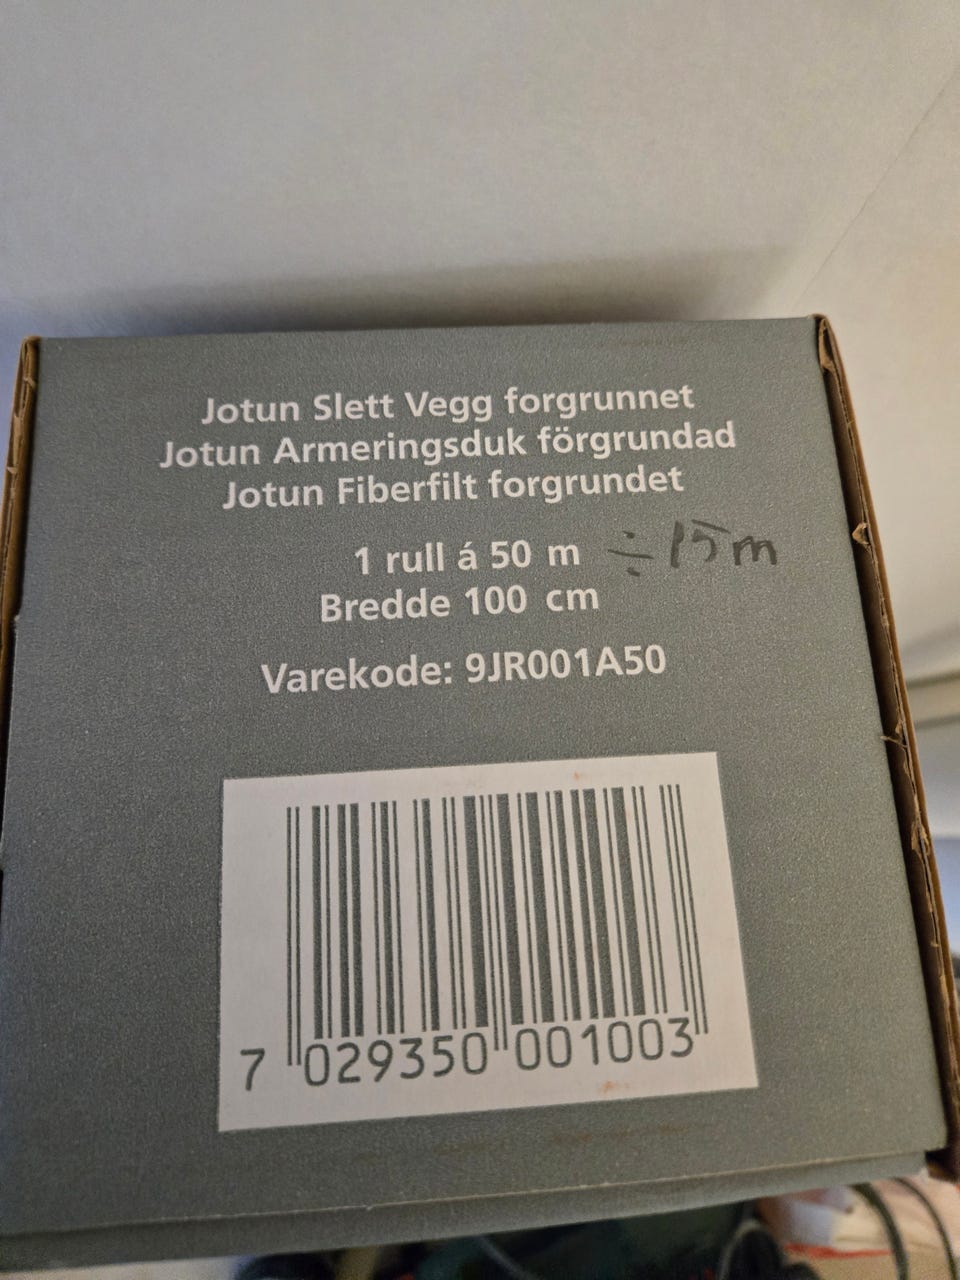 Jotun Slett Vegg forgrunnet
Jotun Armeringsduk förgrundad
Jotun Fiberfilt forgrundet
1 rull á 50 m ÷ 15 m
Bredde 100 cm
Varekode: 9JR001A50
7 029350 001003